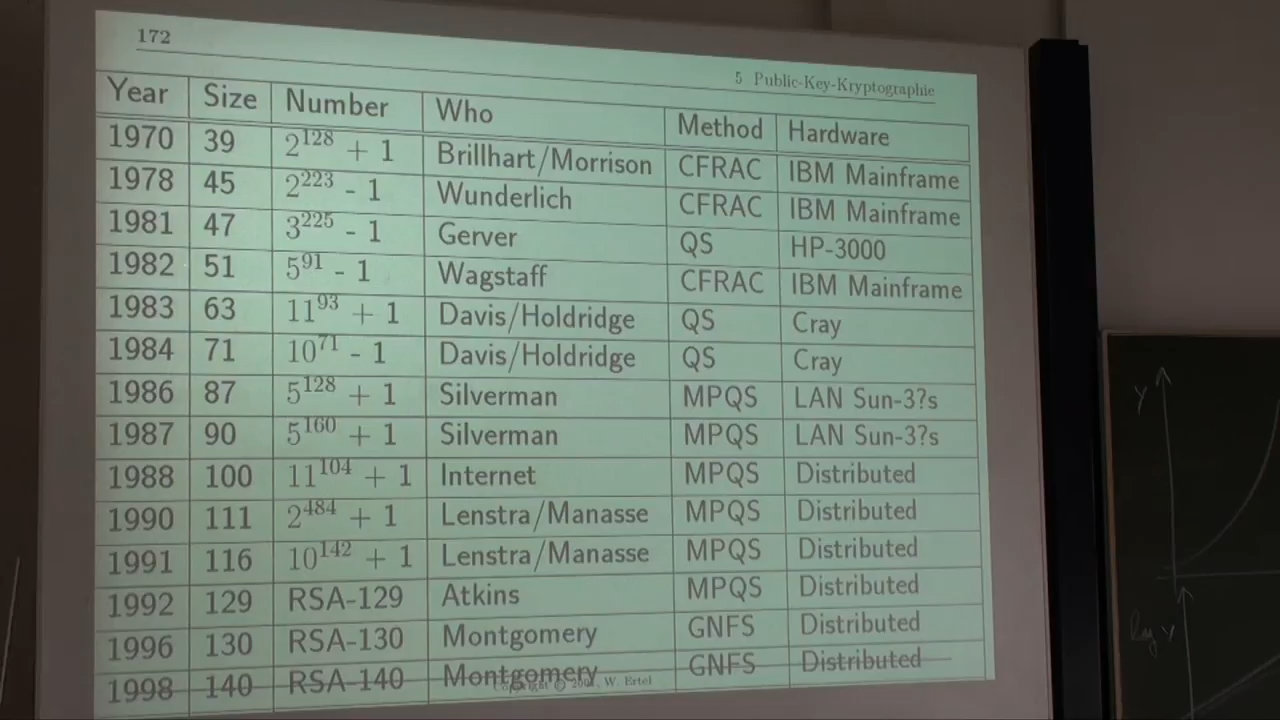 172
5 Public-Key-Kryptographie
Year Size Number Who Method Hardware
1970 39 2^128 + 1 Brillhart/Morrison CFRAC IBM Mainframe
1978 45 2^223 - 1 Wunderlich CFRAC IBM Mainframe
1981 47 3^225 - 1 Gerver QS HP-3000
1982 51 5^91 - 1 Wagstaff CFRAC IBM Mainframe
1983 63 11^93 + 1 Davis/Holdridge QS Cray
1984 71 10^71 - 1 Davis/Holdridge QS Cray
1986 87 5^128 + 1 Silverman MPQS LAN Sun-3?s
1987 90 5^160 + 1 Silverman MPQS LAN Sun-3?s
1988 100 11^104 + 1 Internet MPQS Distributed
1990 111 2^484 + 1 Lenstra/Manasse MPQS Distributed
1991 116 10^142 + 1 Lenstra/Manasse MPQS Distributed
1992 129 RSA-129 Atkins MPQS Distributed
1996 130 RSA-130 Montgomery GNFS Distributed
1998 140 RSA-140 Montgomery GNFS Distributed
Copyright © W. Ertel
Y
log Y